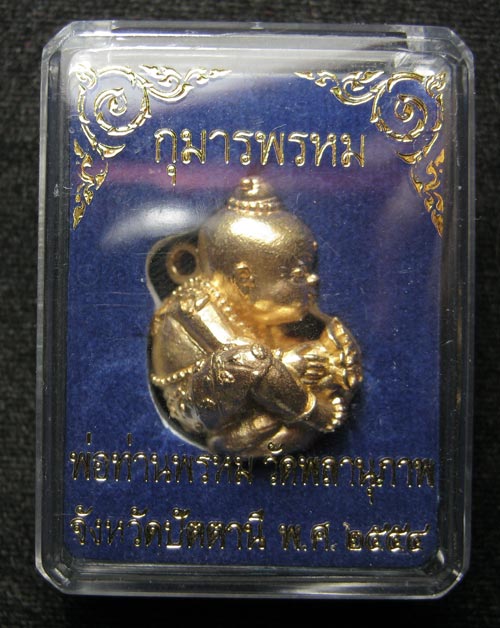 กุมารพรหม
พ่อท่านพรหม วัดพลานุภาพ
จังหวัดปัตตานี พ.ศ. ๒๕๕๔